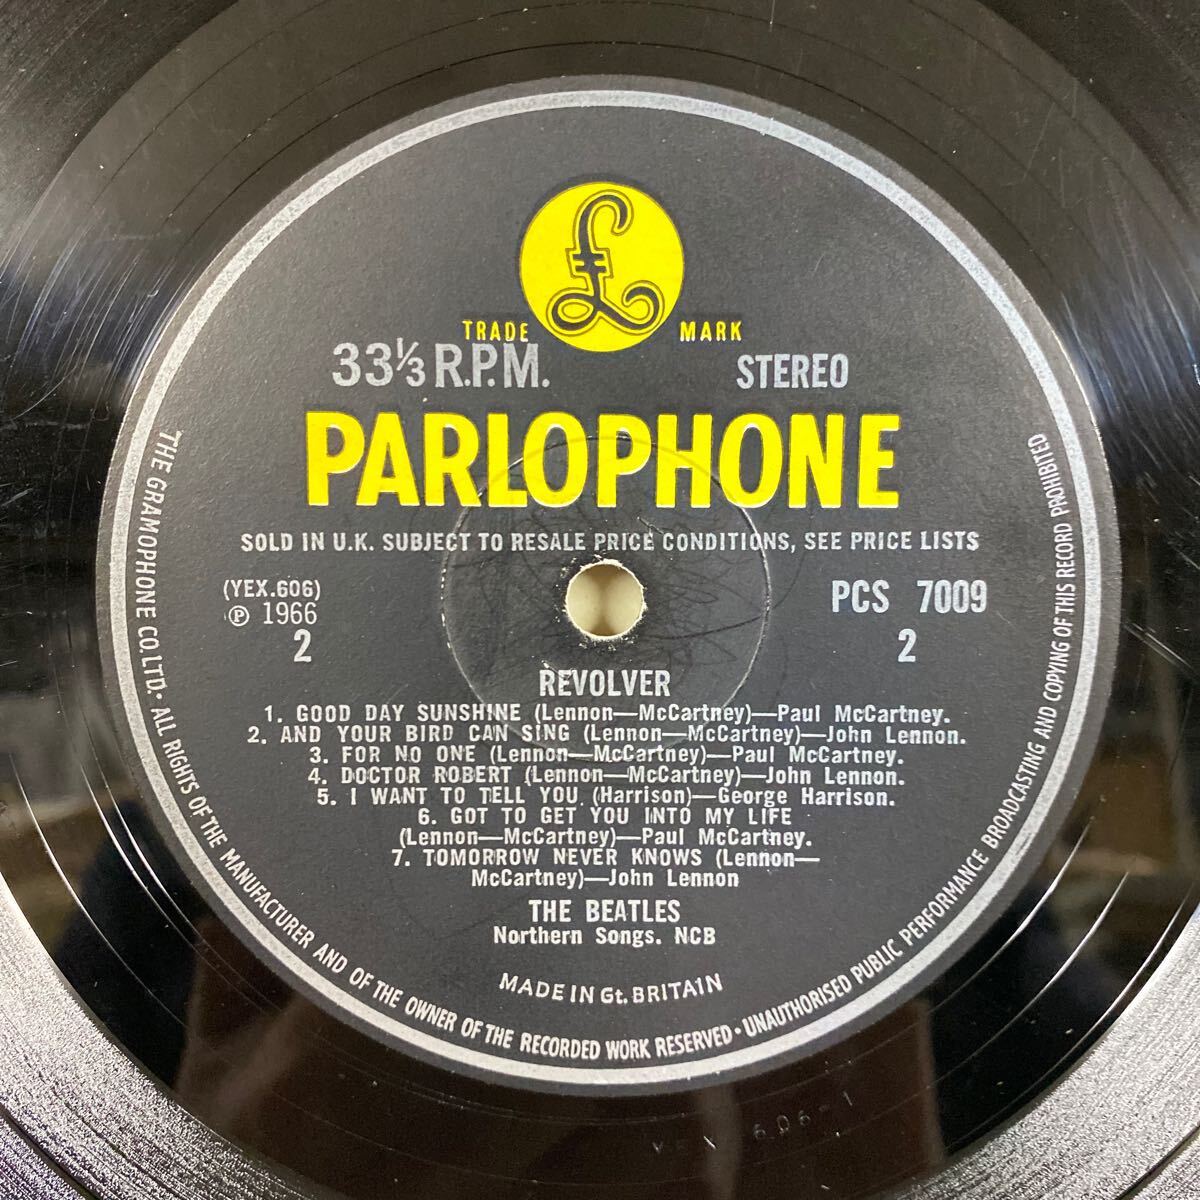 TRADE MARK
33⅓ R.P.M. STEREO
PARLOPHONE
SOLD IN U.K. SUBJECT TO RESALE PRICE CONDITIONS, SEE PRICE LISTS
(YEX.606)
℗ 1966
2
PCS 7009
2
REVOLVER
1. GOOD DAY SUNSHINE (Lennon—McCartney)—Paul McCartney.
2. AND YOUR BIRD CAN SING (Lennon—McCartney)—John Lennon.
3. FOR NO ONE (Lennon—McCartney)—Paul McCartney.
4. DOCTOR ROBERT (Lennon—McCartney)—John Lennon.
5. I WANT TO TELL YOU (Harrison)—George Harrison.
6. GOT TO GET YOU INTO MY LIFE
(Lennon—McCartney)—Paul McCartney.
7. TOMORROW NEVER KNOWS (Lennon—
McCartney)—John Lennon
THE BEATLES
Northern Songs. NCB
MADE IN Gt. BRITAIN
THE GRAMOPHONE CO. LTD. • ALL RIGHTS OF THE MANUFACTURER AND OF THE OWNER OF THE RECORDED WORK RESERVED • UNAUTHORISED PUBLIC PERFORMANCE BROADCASTING AND COPYING OF THIS RECORD PROHIBITED
YEX 606-1